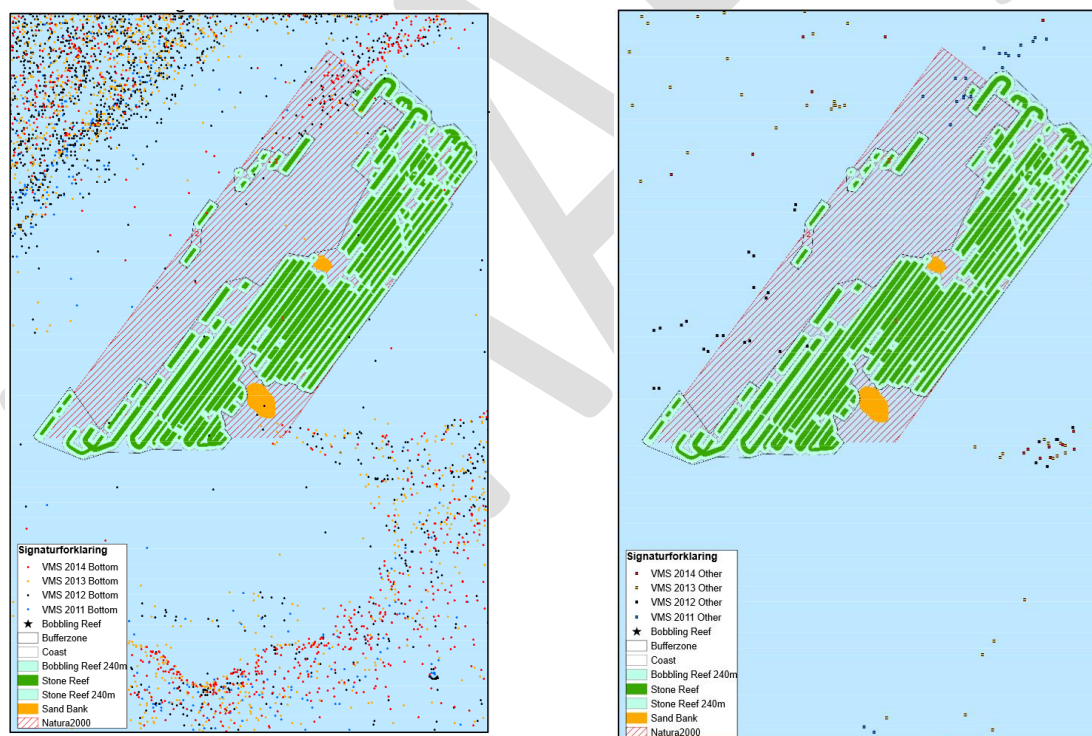 Signaturforklaring
VMS 2014 Bottom
VMS 2013 Bottom
VMS 2012 Bottom
VMS 2011 Bottom
Bobbling Reef
Bufferzone
Coast
Bobbling Reef 240m
Stone Reef
Stone Reef 240m
Sand Bank
Natura2000
Signaturforklaring
VMS 2014 Other
VMS 2013 Other
VMS 2012 Other
VMS 2011 Other
Bobbling Reef
Bufferzone
Coast
Bobbling Reef 240m
Stone Reef
Stone Reef 240m
Sand Bank
Natura2000